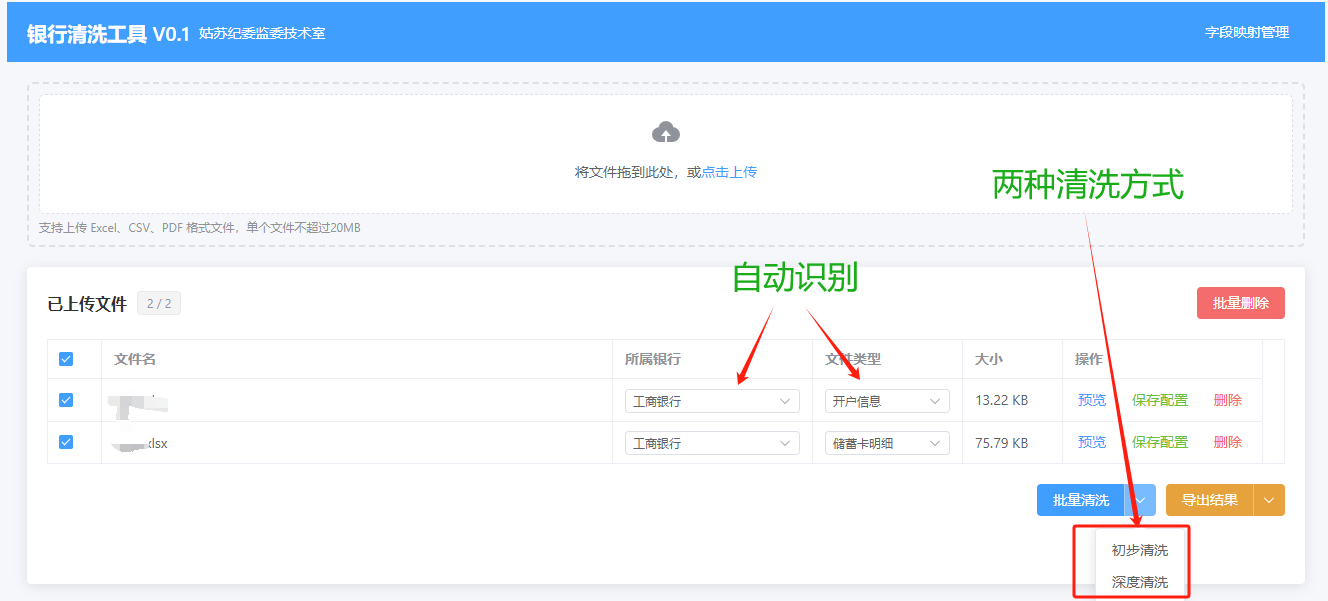 银行清洗工具 V0.1 姑苏纪委监委技术室 字段映射管理
将文件拖到此处，或点击上传
两种清洗方式
支持上传 Excel、CSV、PDF 格式文件，单个文件不超过20MB
自动识别
已上传文件 2 / 2 批量删除
文件名 所属银行 文件类型 大小 操作
工商银行 开户信息 13.22 KB 预览 保存配置 删除
xlsx 工商银行 储蓄卡明细 75.79 KB 预览 保存配置 删除
批量清洗 导出结果
初步清洗
深度清洗